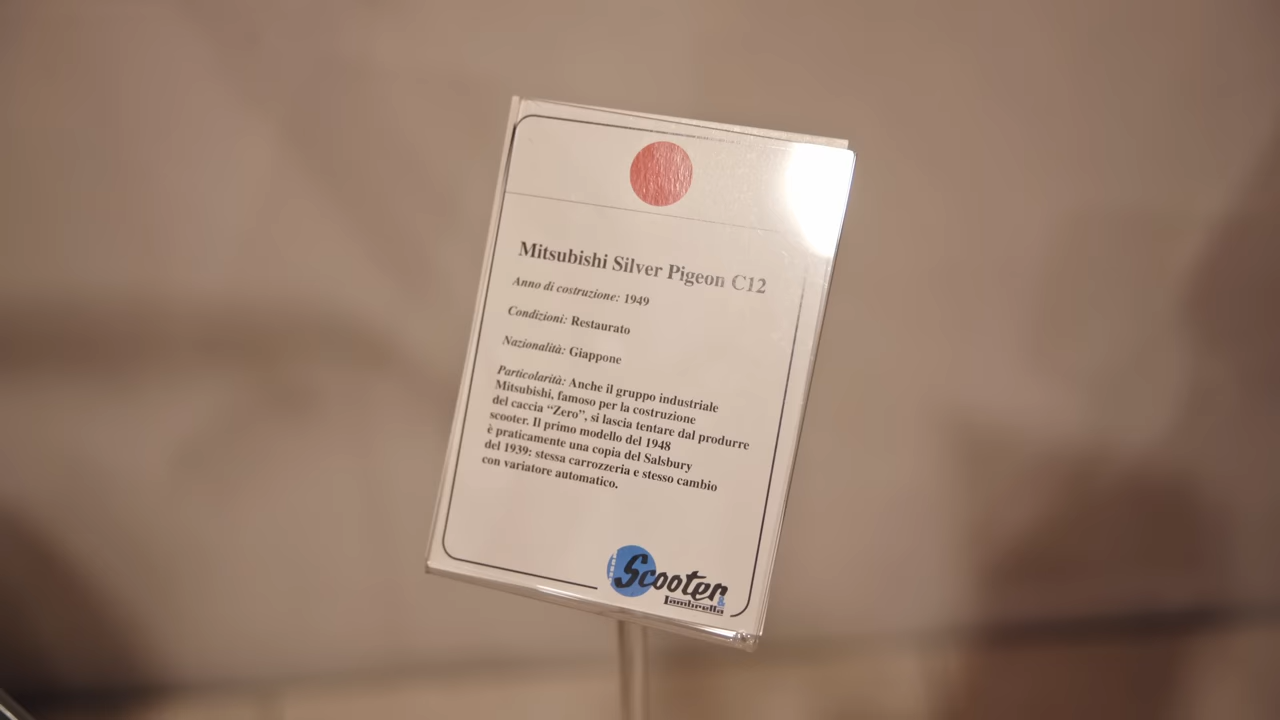 Mitsubishi Silver Pigeon C12
Anno di costruzione: 1949
Condizioni: Restaurato
Nazionalità: Giappone
Particolarità: Anche il gruppo industriale
Mitsubishi, famoso per la costruzione
del caccia “Zero”, si lascia tentare dal produrre
scooter. Il primo modello del 1948
è praticamente una copia del Salsbury
del 1939: stessa carrozzeria e stesso cambio
con variatore automatico.
Scooter
& Lambretta